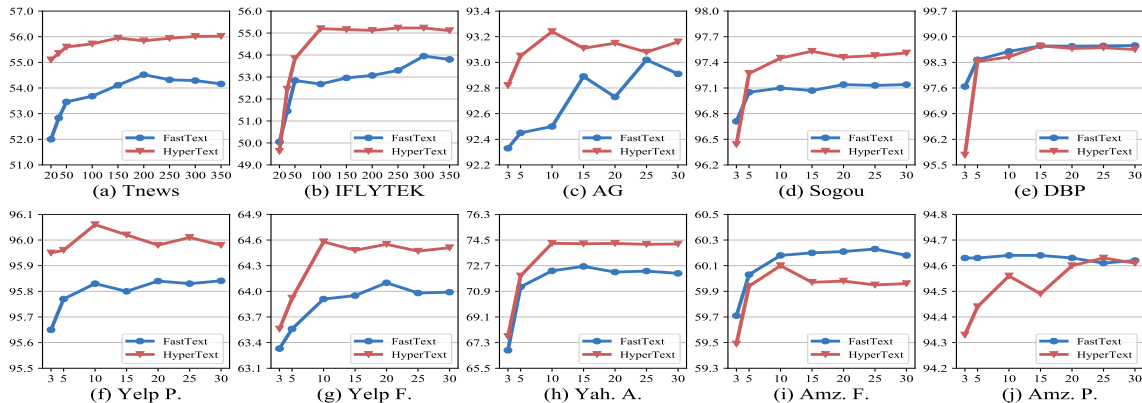 57.0
56.0
55.0
54.0
53.0
52.0
51.0
FastText
HyperText
20 50 100 150 200 250 300 350
(a) Tnews
56.0
55.0
54.0
53.0
52.0
51.0
50.0
49.0
FastText
HyperText
20 50 100 150 200 250 300 350
(b) IFLYTEK
93.4
93.2
93.0
92.8
92.6
92.4
92.2
FastText
HyperText
3 5 10 15 20 25 30
(c) AG
98.0
97.7
97.4
97.1
96.8
96.5
96.2
FastText
HyperText
3 5 10 15 20 25 30
(d) Sogou
99.7
99.0
98.3
97.6
96.9
96.2
95.5
FastText
HyperText
3 5 10 15 20 25 30
(e) DBP
96.1
96.0
95.9
95.8
95.7
95.6
95.5
FastText
HyperText
3 5 10 15 20 25 30
(f) Yelp P.
64.9
64.6
64.3
64.0
63.7
63.4
63.1
FastText
HyperText
3 5 10 15 20 25 30
(g) Yelp F.
76.3
74.5
72.7
70.9
69.1
67.3
65.5
FastText
HyperText
3 5 10 15 20 25 30
(h) Yah. A.
60.5
60.3
60.1
59.9
59.7
59.5
59.3
FastText
HyperText
3 5 10 15 20 25 30
(i) Amz. F.
94.8
94.7
94.6
94.5
94.4
94.3
94.2
FastText
HyperText
3 5 10 15 20 25 30
(j) Amz. P.